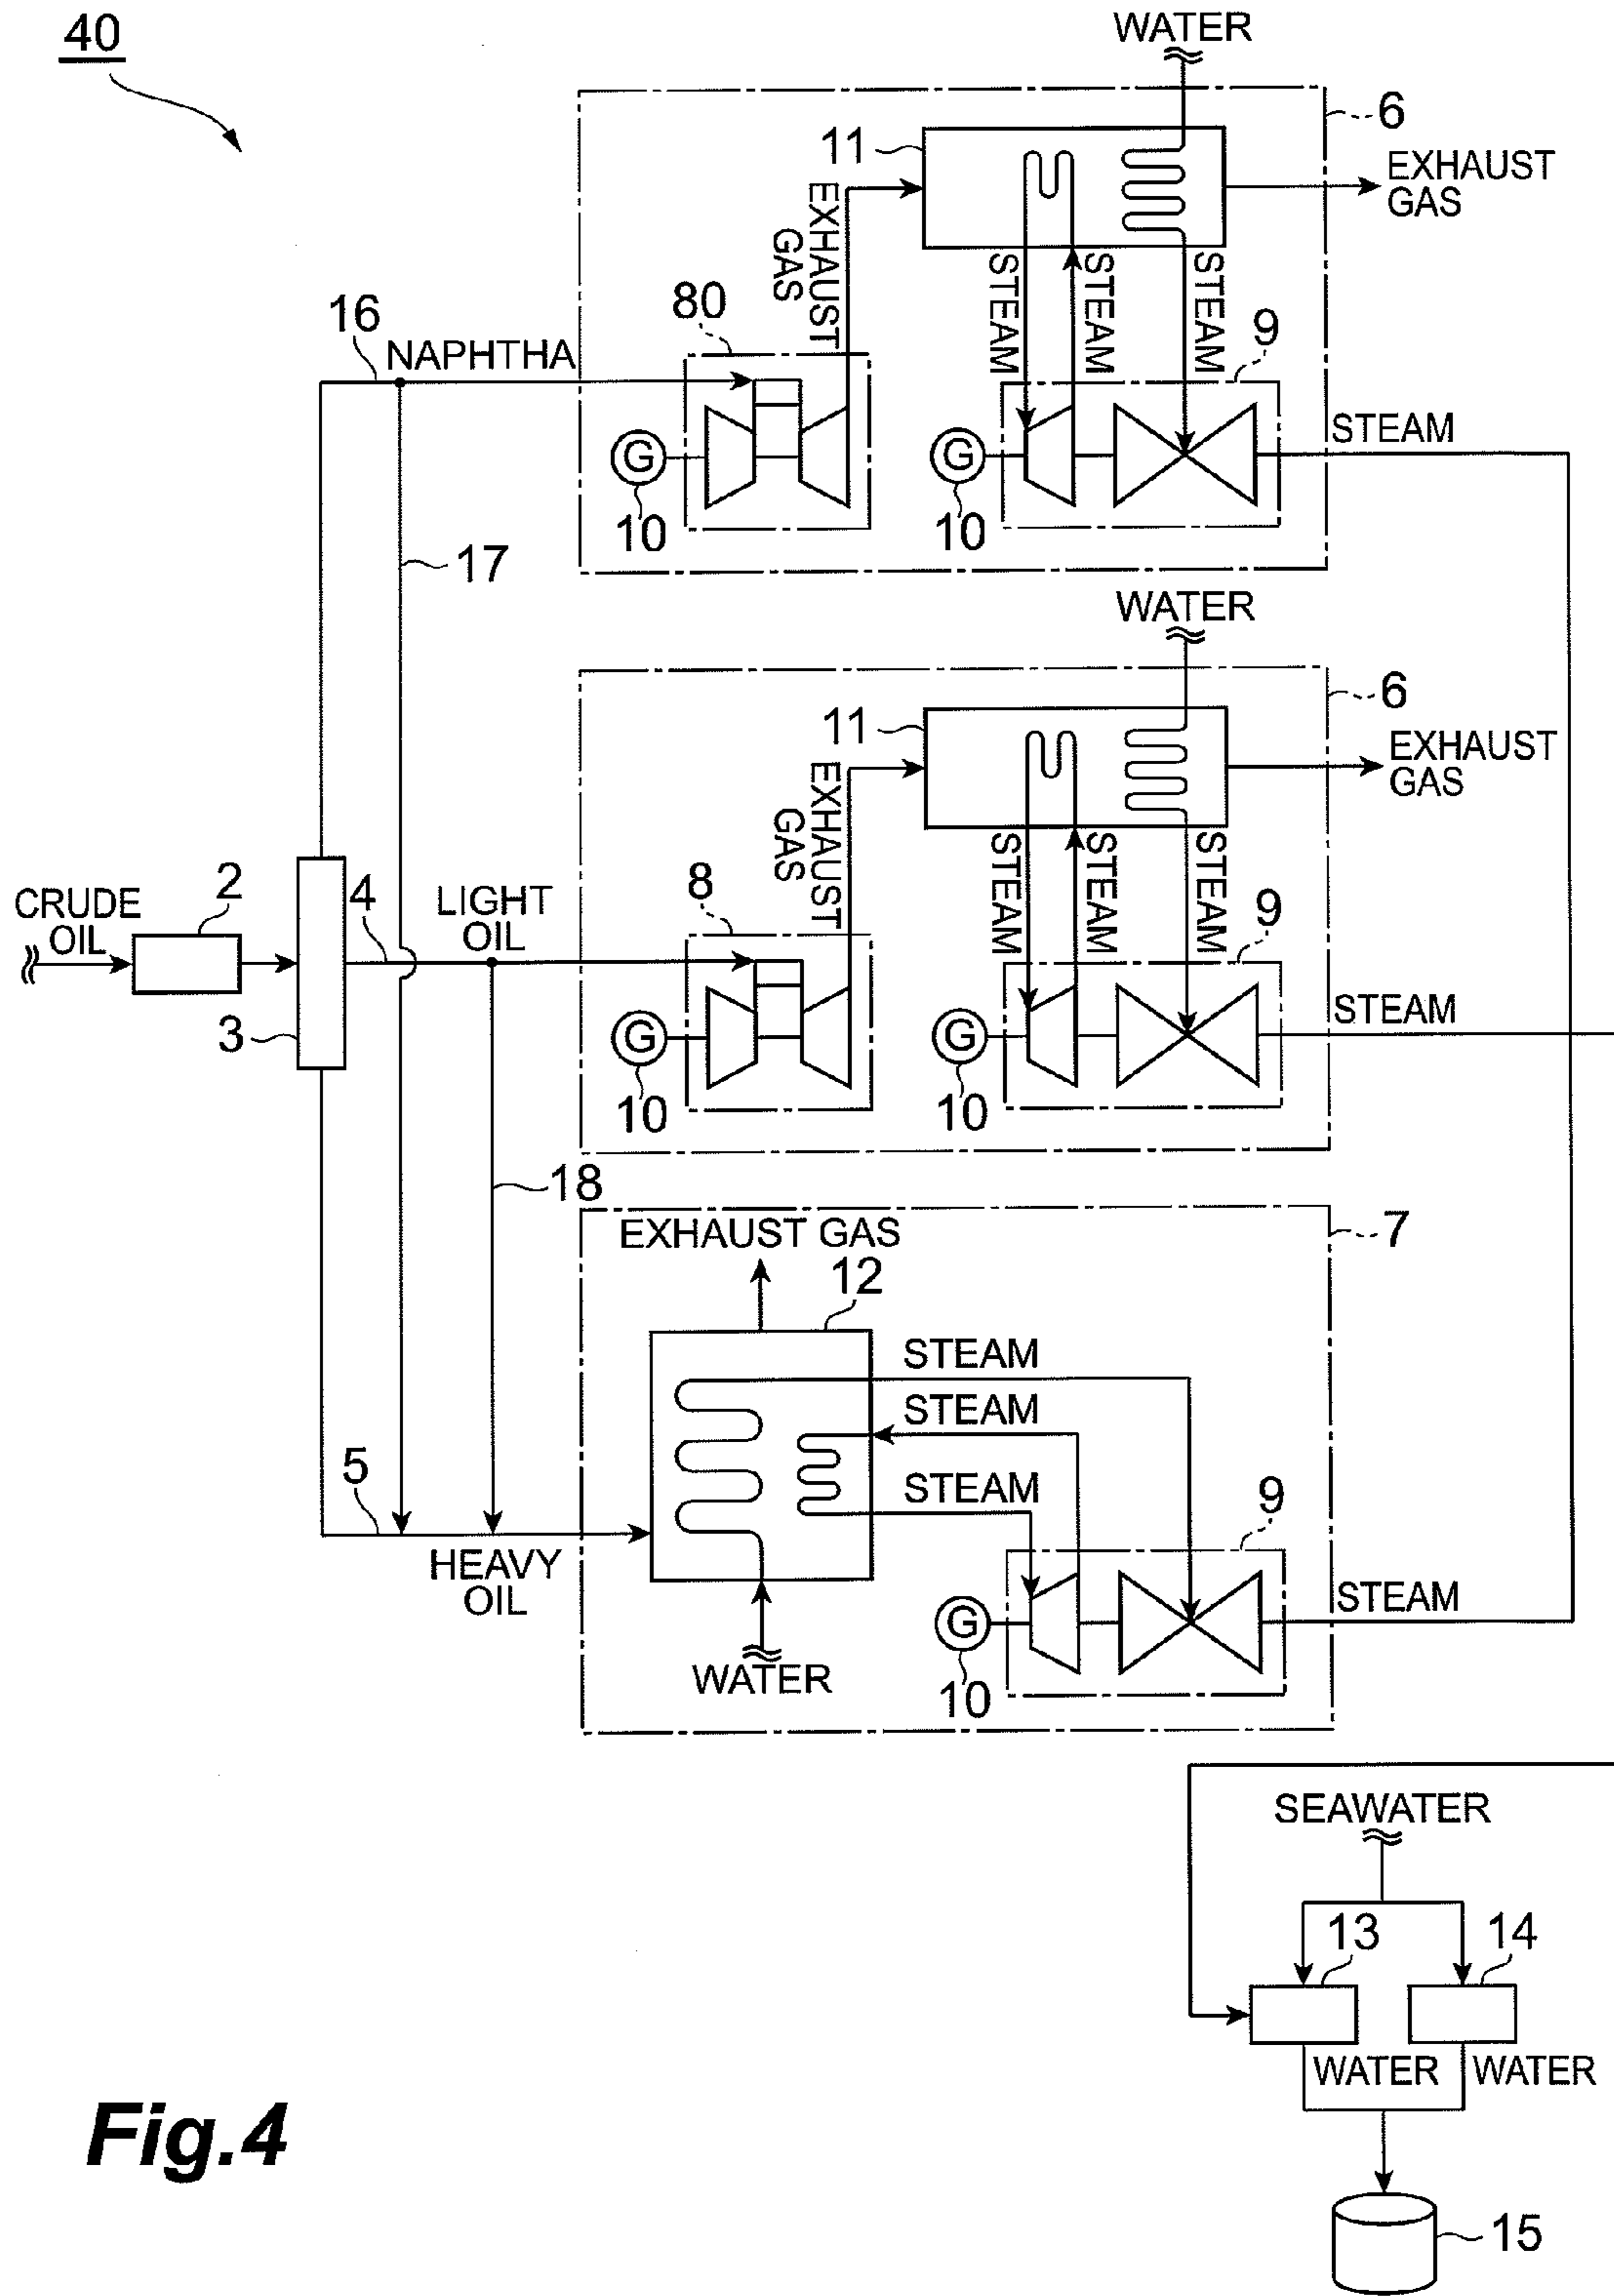 40
WATER
6
11
EXHAUST
GAS
EXHAUST
GAS
STEAM
STEAM
STEAM
80
9
16
NAPHTHA
STEAM
G
G
10
10
17
WATER
6
11
EXHAUST
GAS
EXHAUST
GAS
STEAM
STEAM
STEAM
2
4
LIGHT
OIL
8
9
CRUDE
OIL
STEAM
3
G
G
10
10
18
EXHAUST GAS
7
12
STEAM
STEAM
5
STEAM
9
HEAVY
OIL
STEAM
G
WATER
10
SEAWATER
13
14
WATER
WATER
Fig.4
15